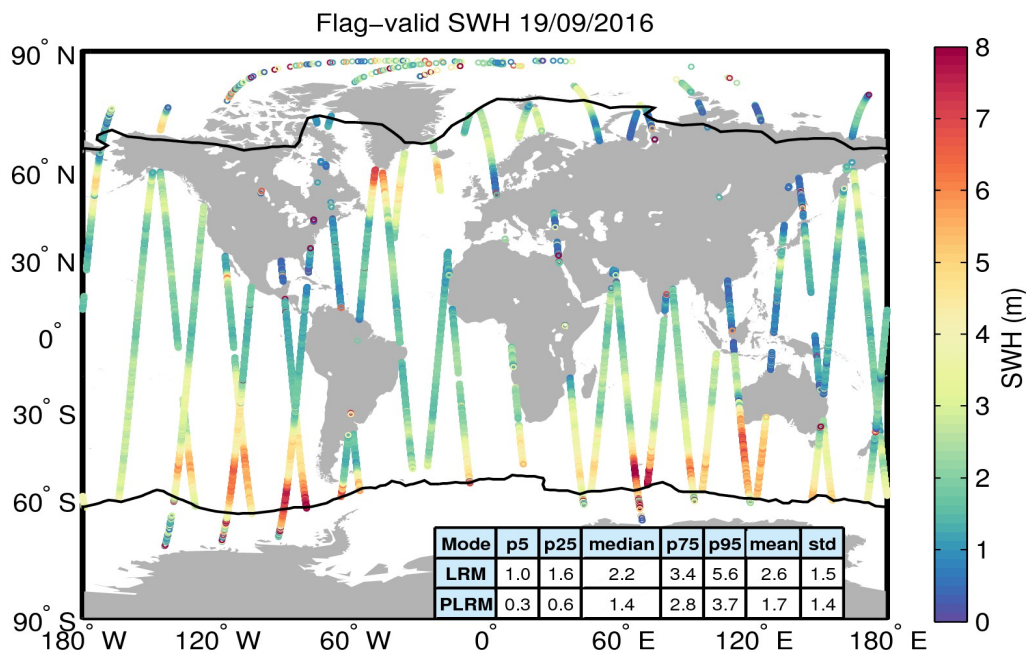 Flag−valid SWH 19/09/2016
90° N
60° N
30° N
0°
30° S
60° S
90° S
180° W
120° W
60° W
0°
60° E
120° E
180° E
8
7
6
5
4
3
2
1
0
SWH (m)
Mode p5 p25 median p75 p95 mean std
LRM 1.0 1.6 2.2 3.4 5.6 2.6 1.5
PLRM 0.3 0.6 1.4 2.8 3.7 1.7 1.4